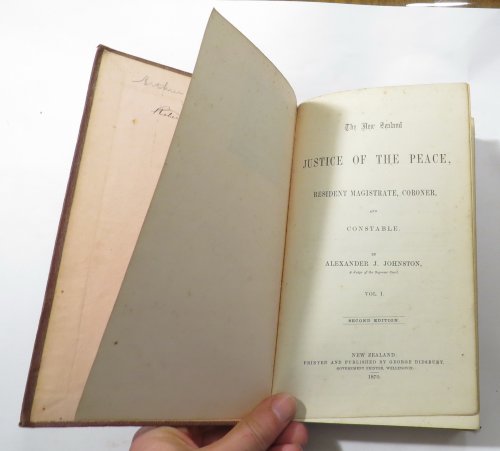 The New Zealand
JUSTICE OF THE PEACE,
RESIDENT MAGISTRATE, CORONER,
AND
CONSTABLE.
BY
ALEXANDER J. JOHNSTON,
A Judge of the Supreme Court.
VOL. I.
SECOND EDITION.
NEW ZEALAND
PRINTED AND PUBLISHED BY GEORGE DIDSBURY,
GOVERNMENT PRINTER, WELLINGTON.